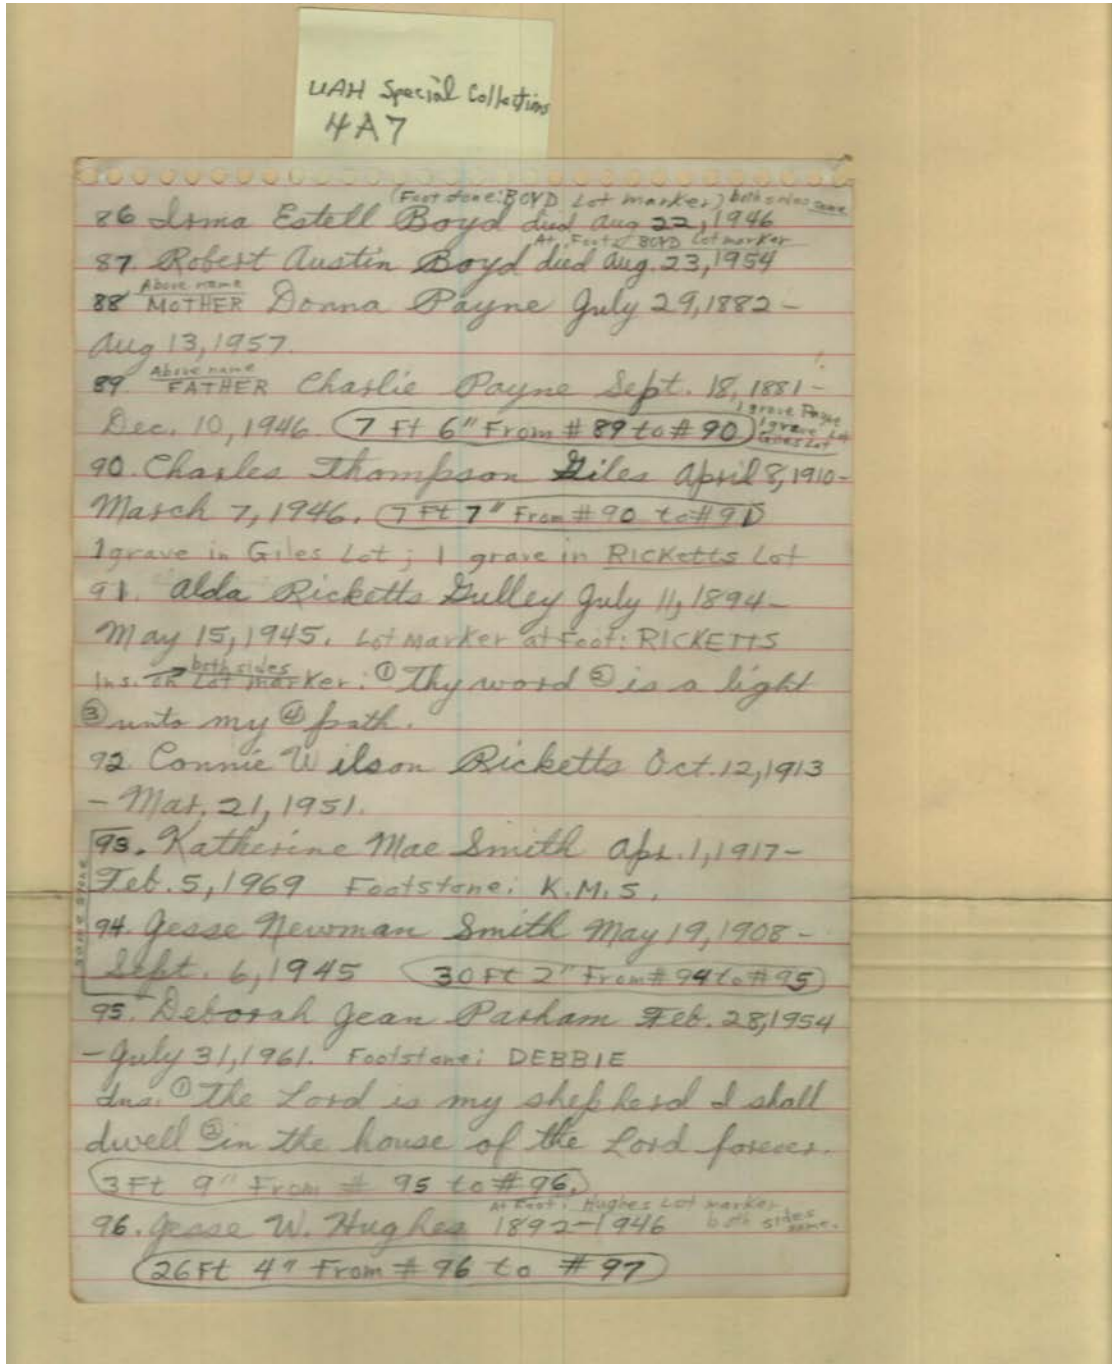 UAH Special Collections
4A7
(Footstone: BOYD Lot marker) both sides same
86 Irma Estell Boyd died Aug 22, 1946
At Foot BOYD Lot marker
87. Robert Austin Boyd died Aug. 23, 1954
Above name
88 MOTHER Donna Payne July 29, 1882 -
Aug 13, 1957.
Above name
89 FATHER Charlie Payne Sept. 18, 1881 -
Dec. 10, 1946. 7 Ft 6" From # 89 to # 90 1 grave Payne
1 grave Lot
Giles Lot
90. Charles Thompson Giles April 8, 1910 -
March 7, 1946. 7 Ft 7" From # 90 to # 91
1 grave in Giles Lot; 1 grave in RICKETTS Lot
91. Alda Ricketts Gulley July 11, 1894 -
May 15, 1945. Lot marker at Foot: RICKETTS
both sides
Ins. on Lot marker: ① Thy word ② is a light
③ unto my ④ path.
92. Connie Wilson Ricketts Oct. 12, 1913
- Mar. 21, 1951.
same stone
93. Katherine Mae Smith Apr. 1, 1917 -
Feb. 5, 1969 Footstone: K.M.S.
94. Jesse Newman Smith May 19, 1908 -
Sept. 6, 1945 30 Ft 2" From # 94 to # 95
95. Deborah Jean Parham Feb. 28, 1954
- July 31, 1961. Footstone: DEBBIE
Ins. ① The Lord is my shepherd I shall
dwell ② in the house of the Lord forever.
3 Ft 9" From # 95 to # 96.
At Foot: Hughes Lot marker
96. Jesse W. Hughes 1892-1946 both sides same.
26 Ft 4" From # 96 to # 97